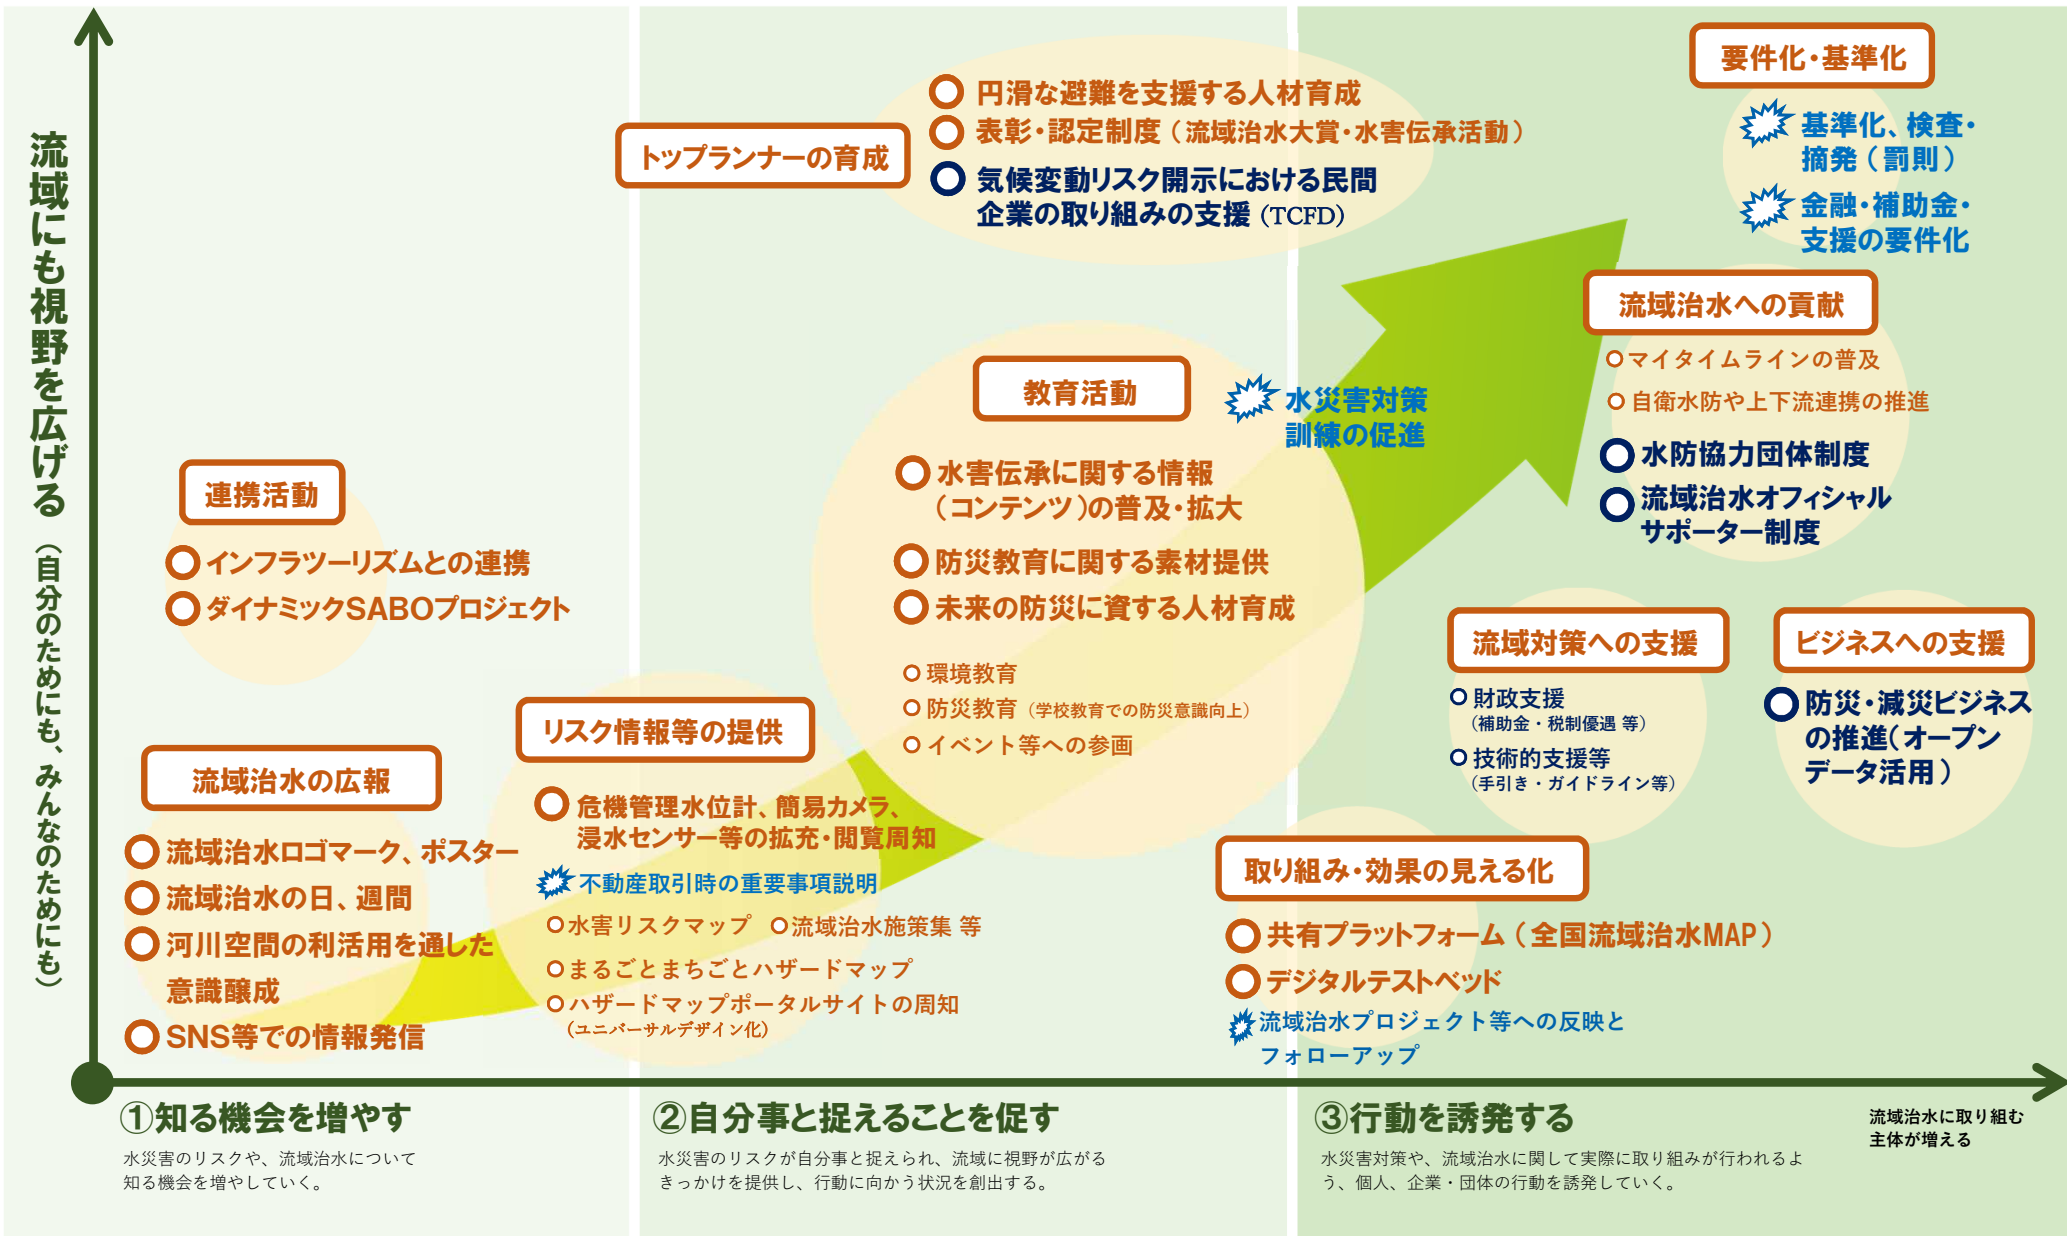 流域にも視野を広げる（自分のためにも、みんなのためにも）
要件化・基準化
基準化、検査・
摘発（罰則）
金融・補助金・
支援の要件化
トップランナーの育成
円滑な避難を支援する人材育成
表彰・認定制度（流域治水大賞・水害伝承活動）
気候変動リスク開示における民間
企業の取り組みの支援（TCFD）
流域治水への貢献
マイタイムラインの普及
自衛水防や上下流連携の推進
水防協力団体制度
流域治水オフィシャル
サポーター制度
教育活動
水災害対策
訓練の促進
水害伝承に関する情報
（コンテンツ）の普及・拡大
防災教育に関する素材提供
未来の防災に資する人材育成
環境教育
防災教育（学校教育での防災意識向上）
イベント等への参画
連携活動
インフラツーリズムとの連携
ダイナミックSABOプロジェクト
流域対策への支援
財政支援
（補助金・税制優遇 等）
技術的支援等
（手引き・ガイドライン等）
ビジネスへの支援
防災・減災ビジネス
の推進（オープン
データ活用）
リスク情報等の提供
危機管理水位計、簡易カメラ、
浸水センサー等の拡充・閲覧周知
不動産取引時の重要事項説明
水害リスクマップ 流域治水施策集 等
まるごとまちごとハザードマップ
ハザードマップポータルサイトの周知
（ユニバーサルデザイン化）
流域治水の広報
流域治水ロゴマーク、ポスター
流域治水の日、週間
河川空間の利活用を通した
意識醸成
SNS等での情報発信
取り組み・効果の見える化
共有プラットフォーム（全国流域治水MAP）
デジタルテストベッド
流域治水プロジェクト等への反映と
フォローアップ
①知る機会を増やす
水災害のリスクや、流域治水について
知る機会を増やしていく。
②自分事と捉えることを促す
水災害のリスクが自分事と捉えられ、流域に視野が広がる
きっかけを提供し、行動に向かう状況を創出する。
③行動を誘発する
水災害対策や、流域治水に関して実際に取り組みが行われるよ
う、個人、企業・団体の行動を誘発していく。
流域治水に取り組む
主体が増える